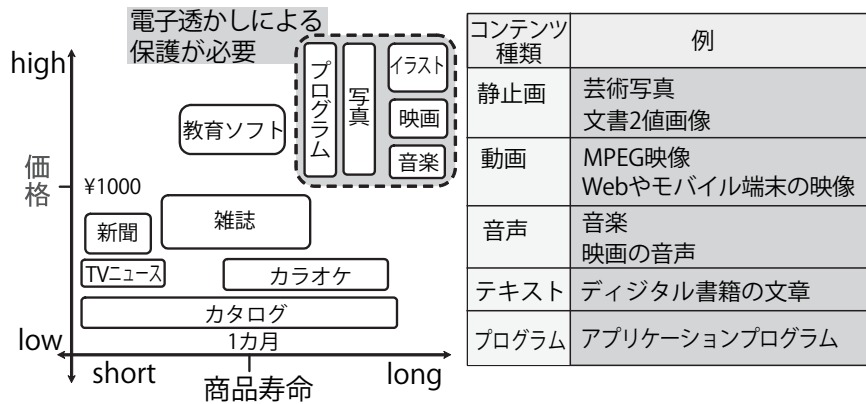 電子透かしによる
保護が必要
high
プログラム
写真
イラスト
映画
音楽
教育ソフト
価格
¥1000
雑誌
新聞
TVニュース
カラオケ
カタログ
low
1カ月
short
long
商品寿命
コンテンツ
種類
例
静止画
芸術写真
文書2値画像
動画
MPEG映像
Webやモバイル端末の映像
音声
音楽
映画の音声
テキスト
ディジタル書籍の文章
プログラム
アプリケーションプログラム